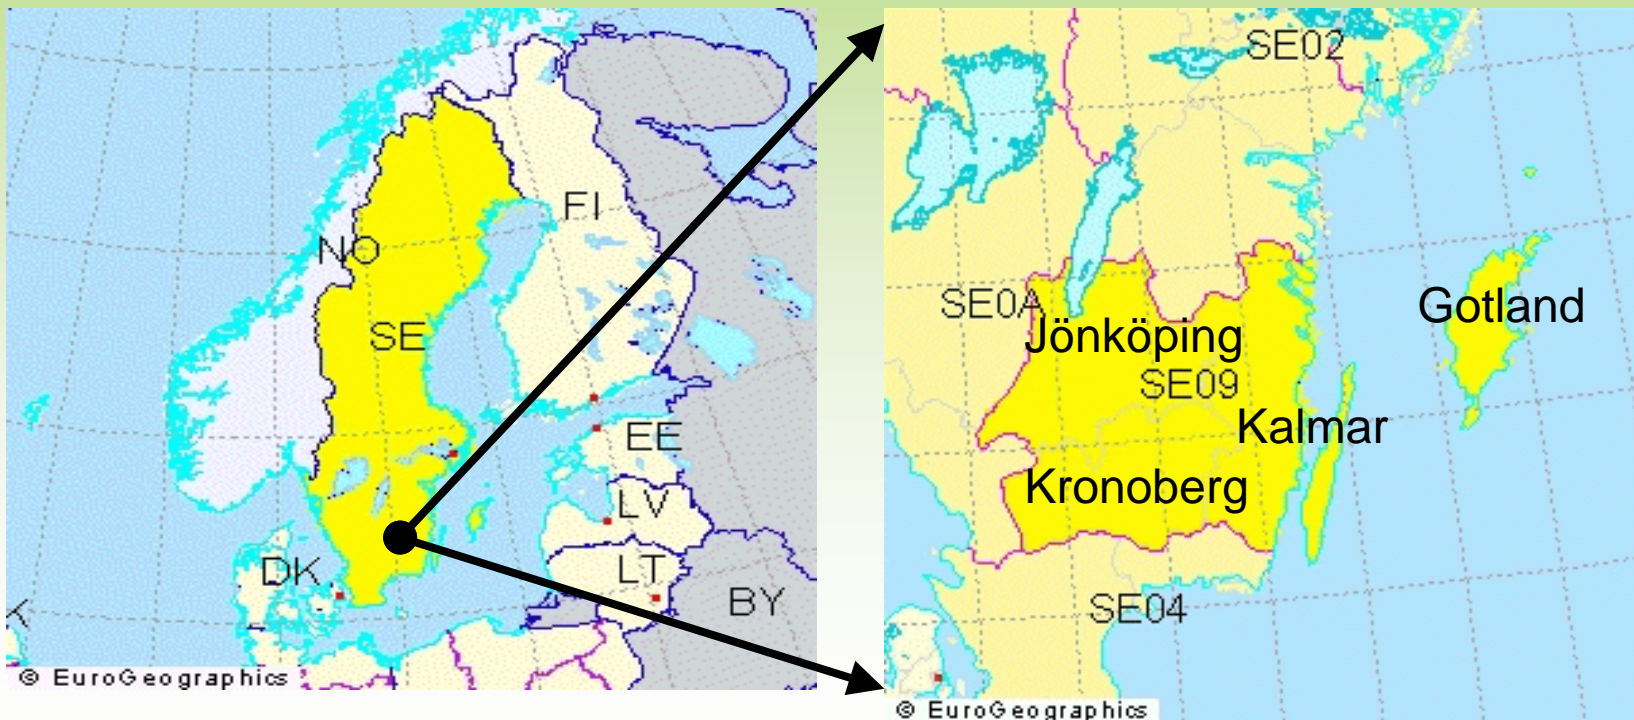 FI
NO
SE
EE
LV
DK
LT
BY
K
© EuroGeographics
SE02
SE0A
Gotland
Jönköping
SE09
Kalmar
Kronoberg
SE04
© EuroGeographics